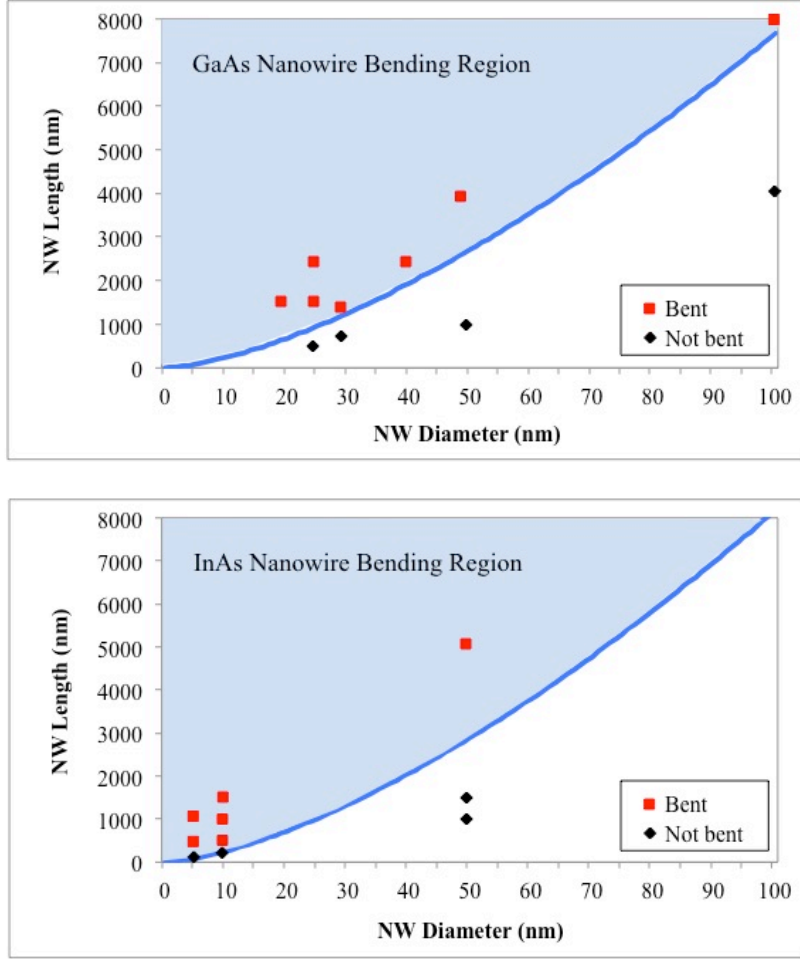 8000
7000
6000
5000
4000
3000
2000
1000
0
NW Length (nm)
GaAs Nanowire Bending Region
Bent
Not bent
0 10 20 30 40 50 60 70 80 90 100
NW Diameter (nm)
8000
7000
6000
5000
4000
3000
2000
1000
0
NW Length (nm)
InAs Nanowire Bending Region
Bent
Not bent
0 10 20 30 40 50 60 70 80 90 100
NW Diameter (nm)